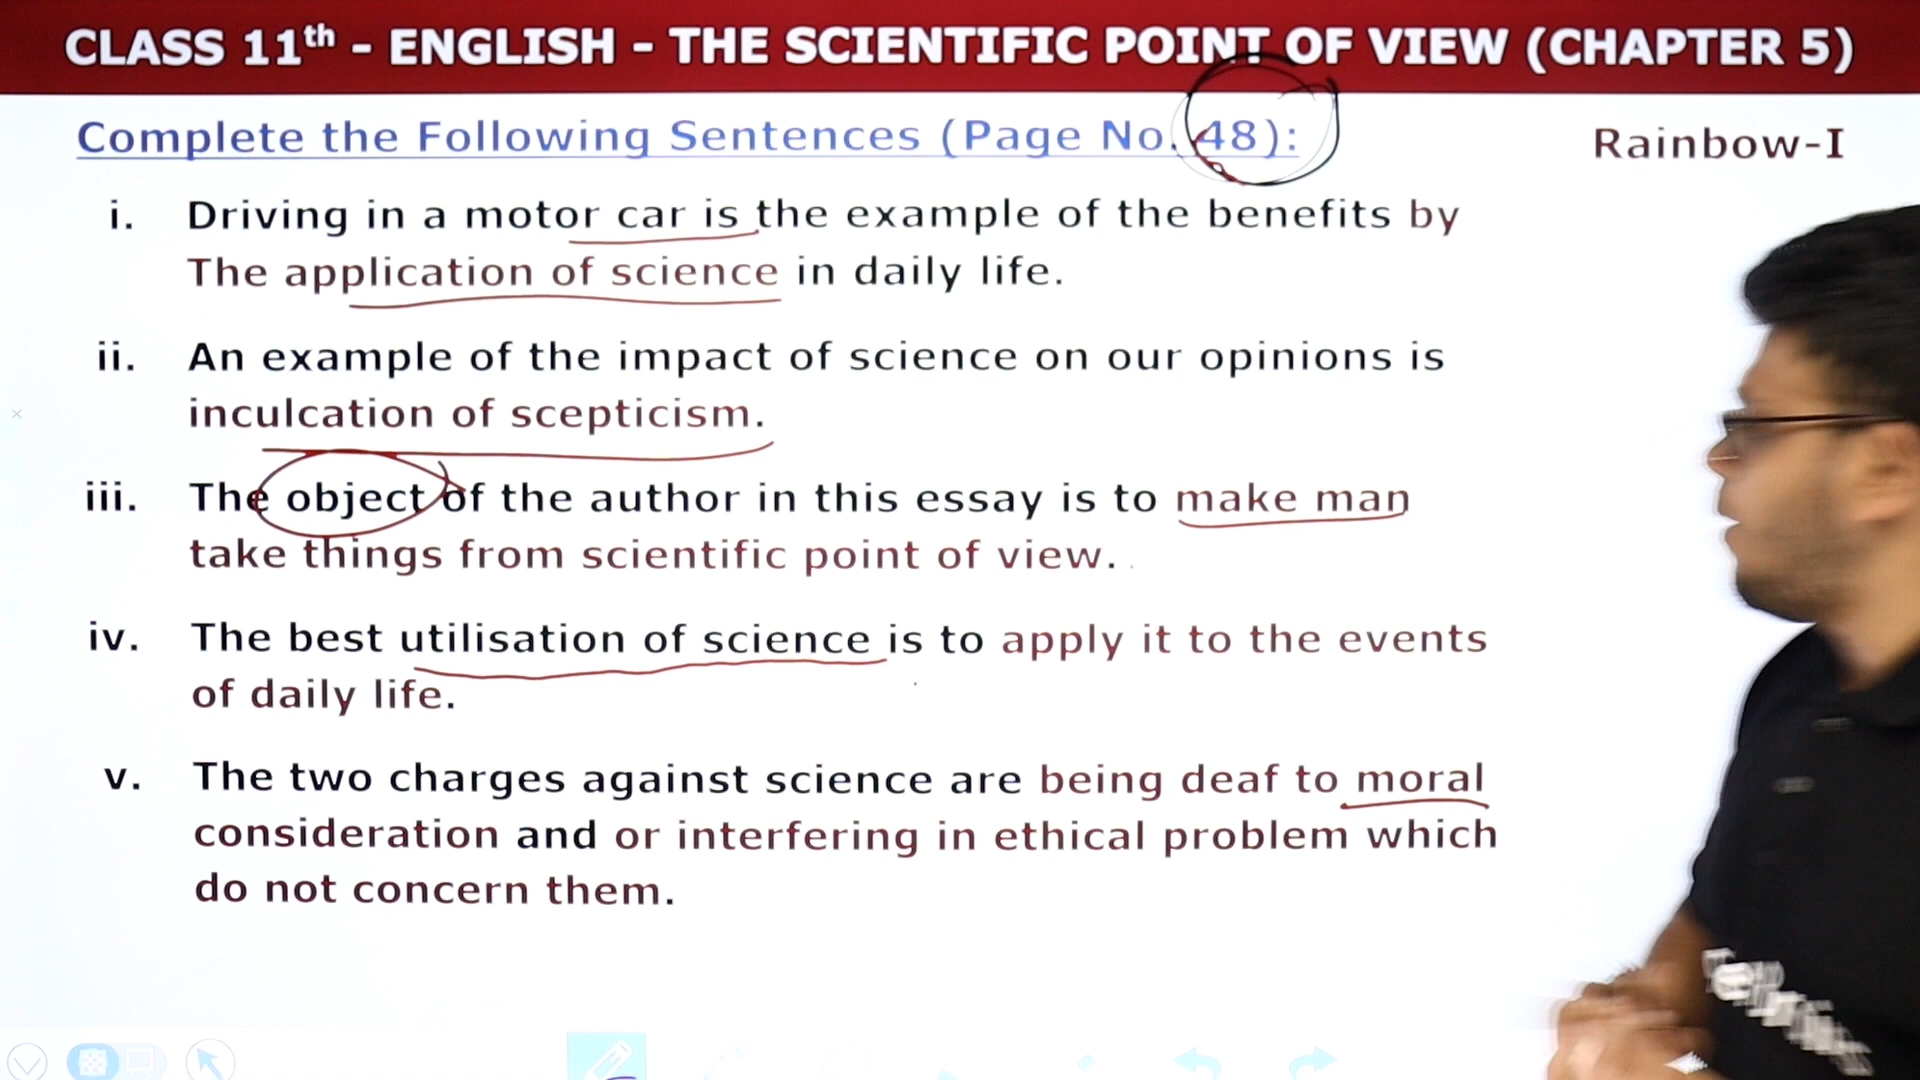 CLASS 11th - ENGLISH - THE SCIENTIFIC POINT OF VIEW (CHAPTER 5)
Complete the Following Sentences (Page No. 48):
Rainbow-I
i. Driving in a motor car is the example of the benefits by
The application of science in daily life.
ii. An example of the impact of science on our opinions is
inculcation of scepticism.
iii. The object of the author in this essay is to make man
take things from scientific point of view.
iv. The best utilisation of science is to apply it to the events
of daily life.
v. The two charges against science are being deaf to moral
consideration and or interfering in ethical problem which
do not concern them.